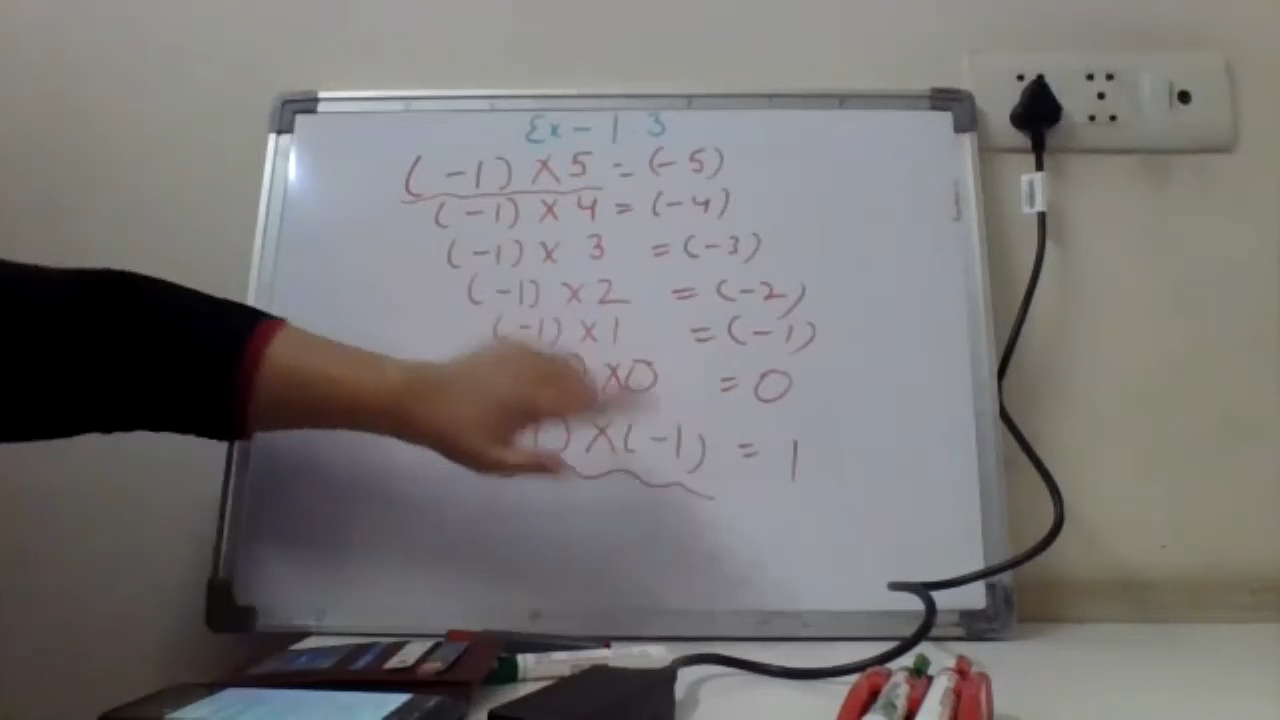 Ex - 1.3
(-1) × 5 = (-5)
(-1) × 4 = (-4)
(-1) × 3 = (-3)
(-1) × 2 = (-2)
(-1) × 1 = (-1)
) × 0 = 0
1) × (-1) = 1